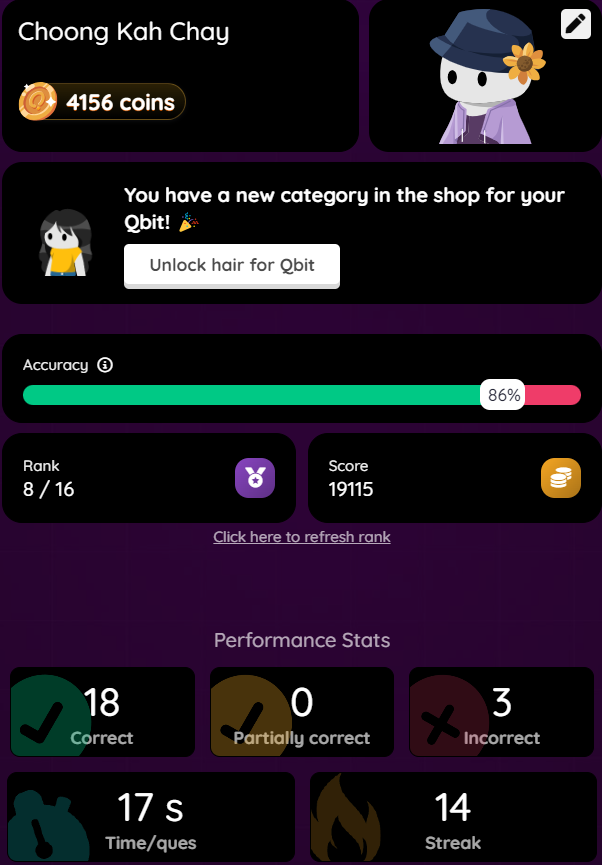 Choong Kah Chay
4156 coins
You have a new category in the shop for your
Qbit! 🎉
Unlock hair for Qbit
Accuracy
86%
Rank
8 / 16
Score
19115
Click here to refresh rank
Performance Stats
18
Correct
0
Partially correct
3
Incorrect
17 s
Time/ques
14
Streak